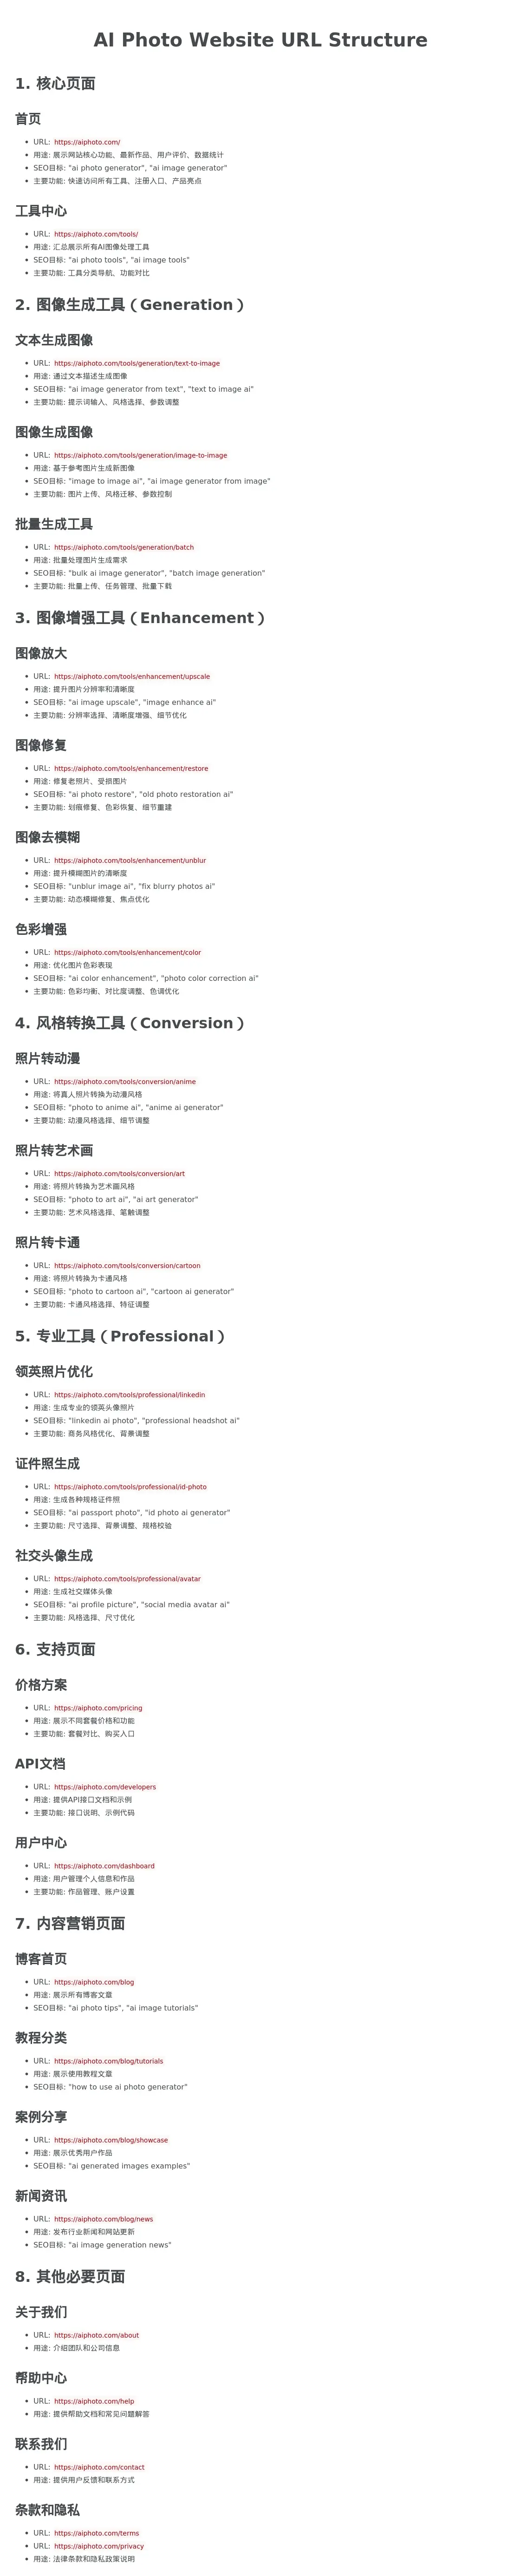 AI Photo Website URL Structure
1. 核心页面
首页
• URL: https://aiphoto.com/
• 用途: 展示网站核心功能、最新作品、用户评价、数据统计
• SEO目标: "ai photo generator", "ai image generator"
• 主要功能: 快速访问所有工具、注册入口、产品亮点
工具中心
• URL: https://aiphoto.com/tools/
• 用途: 汇总展示所有AI图像处理工具
• SEO目标: "ai photo tools", "ai image tools"
• 主要功能: 工具分类导航、功能对比
2. 图像生成工具（Generation）
文本生成图像
• URL: https://aiphoto.com/tools/generation/text-to-image
• 用途: 通过文本描述生成图像
• SEO目标: "ai image generator from text", "text to image ai"
• 主要功能: 提示词输入、风格选择、参数调整
图像生成图像
• URL: https://aiphoto.com/tools/generation/image-to-image
• 用途: 基于参考图片生成新图像
• SEO目标: "image to image ai", "ai image generator from image"
• 主要功能: 图片上传、风格迁移、参数控制
批量生成工具
• URL: https://aiphoto.com/tools/generation/batch
• 用途: 批量处理图片生成需求
• SEO目标: "bulk ai image generator", "batch image generation"
• 主要功能: 批量上传、任务管理、批量下载
3. 图像增强工具（Enhancement）
图像放大
• URL: https://aiphoto.com/tools/enhancement/upscale
• 用途: 提升图片分辨率和清晰度
• SEO目标: "ai image upscale", "image enhance ai"
• 主要功能: 分辨率选择、清晰度增强、细节优化
图像修复
• URL: https://aiphoto.com/tools/enhancement/restore
• 用途: 修复老照片、受损图片
• SEO目标: "ai photo restore", "old photo restoration ai"
• 主要功能: 划痕修复、色彩恢复、细节重建
图像去模糊
• URL: https://aiphoto.com/tools/enhancement/unblur
• 用途: 提升模糊图片的清晰度
• SEO目标: "unblur image ai", "fix blurry photos ai"
• 主要功能: 动态模糊修复、焦点优化
色彩增强
• URL: https://aiphoto.com/tools/enhancement/color
• 用途: 优化图片色彩表现
• SEO目标: "ai color enhancement", "photo color correction ai"
• 主要功能: 色彩均衡、对比度调整、色调优化
4. 风格转换工具（Conversion）
照片转动漫
• URL: https://aiphoto.com/tools/conversion/anime
• 用途: 将真人照片转换为动漫风格
• SEO目标: "photo to anime ai", "anime ai generator"
• 主要功能: 动漫风格选择、细节调整
照片转艺术画
• URL: https://aiphoto.com/tools/conversion/art
• 用途: 将照片转换为艺术画风格
• SEO目标: "photo to art ai", "ai art generator"
• 主要功能: 艺术风格选择、笔触调整
照片转卡通
• URL: https://aiphoto.com/tools/conversion/cartoon
• 用途: 将照片转换为卡通风格
• SEO目标: "photo to cartoon ai", "cartoon ai generator"
• 主要功能: 卡通风格选择、特征调整
5. 专业工具（Professional）
领英照片优化
• URL: https://aiphoto.com/tools/professional/linkedin
• 用途: 生成专业的领英头像照片
• SEO目标: "linkedin ai photo", "professional headshot ai"
• 主要功能: 商务风格优化、背景调整
证件照生成
• URL: https://aiphoto.com/tools/professional/id-photo
• 用途: 生成各种规格证件照
• SEO目标: "ai passport photo", "id photo ai generator"
• 主要功能: 尺寸选择、背景调整、规格校验
社交头像生成
• URL: https://aiphoto.com/tools/professional/avatar
• 用途: 生成社交媒体头像
• SEO目标: "ai profile picture", "social media avatar ai"
• 主要功能: 风格选择、尺寸优化
6. 支持页面
价格方案
• URL: https://aiphoto.com/pricing
• 用途: 展示不同套餐价格和功能
• 主要功能: 套餐对比、购买入口
API文档
• URL: https://aiphoto.com/developers
• 用途: 提供API接口文档和示例
• 主要功能: 接口说明、示例代码
用户中心
• URL: https://aiphoto.com/dashboard
• 用途: 用户管理个人信息和作品
• 主要功能: 作品管理、账户设置
7. 内容营销页面
博客首页
• URL: https://aiphoto.com/blog
• 用途: 展示所有博客文章
• SEO目标: "ai photo tips", "ai image tutorials"
教程分类
• URL: https://aiphoto.com/blog/tutorials
• 用途: 展示使用教程文章
• SEO目标: "how to use ai photo generator"
案例分享
• URL: https://aiphoto.com/blog/showcase
• 用途: 展示优秀用户作品
• SEO目标: "ai generated images examples"
新闻资讯
• URL: https://aiphoto.com/blog/news
• 用途: 发布行业新闻和网站更新
• SEO目标: "ai image generation news"
8. 其他必要页面
关于我们
• URL: https://aiphoto.com/about
• 用途: 介绍团队和公司信息
帮助中心
• URL: https://aiphoto.com/help
• 用途: 提供帮助文档和常见问题解答
联系我们
• URL: https://aiphoto.com/contact
• 用途: 提供用户反馈和联系方式
条款和隐私
• URL: https://aiphoto.com/terms
• URL: https://aiphoto.com/privacy
• 用途: 法律条款和隐私政策说明